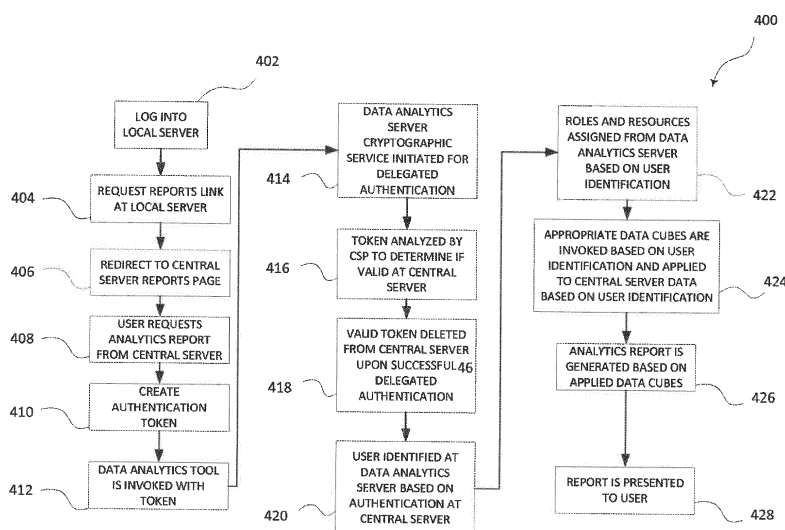 400
402
LOG INTO
LOCAL SERVER
404
REQUEST REPORTS LINK
AT LOCAL SERVER
406
REDIRECT TO CENTRAL
SERVER REPORTS PAGE
408
USER REQUESTS
ANALYTICS REPORT
FROM CENTRAL SERVER
410
CREATE
AUTHENTICATION
TOKEN
412
DATA ANALYTICS TOOL
IS INVOKED WITH
TOKEN
414
DATA ANALYTICS
SERVER
CRYPTOGRAPHIC
SERVICE INITIATED FOR
DELEGATED
AUTHENTICATION
416
TOKEN ANALYZED BY
CSP TO DETERMINE IF
VALID AT CENTRAL
SERVER
418
VALID TOKEN DELETED
FROM CENTRAL SERVER
UPON SUCCESSFUL 46
DELEGATED
AUTHENTICATION
420
USER IDENTIFIED AT
DATA ANALYTICS
SERVER BASED ON
AUTHENTICATION AT
CENTRAL SERVER
ROLES AND RESOURCES
ASSIGNED FROM DATA
ANALYTICS SERVER
BASED ON USER
IDENTIFICATION
422
APPROPRIATE DATA CUBES ARE
INVOKED BASED ON USER
IDENTIFICATION AND APPLIED
TO CENTRAL SERVER DATA
BASED ON USER IDENTIFICATION
424
ANALYTICS REPORT IS
GENERATED BASED ON
APPLIED DATA CUBES
426
REPORT IS PRESENTED
TO USER
428